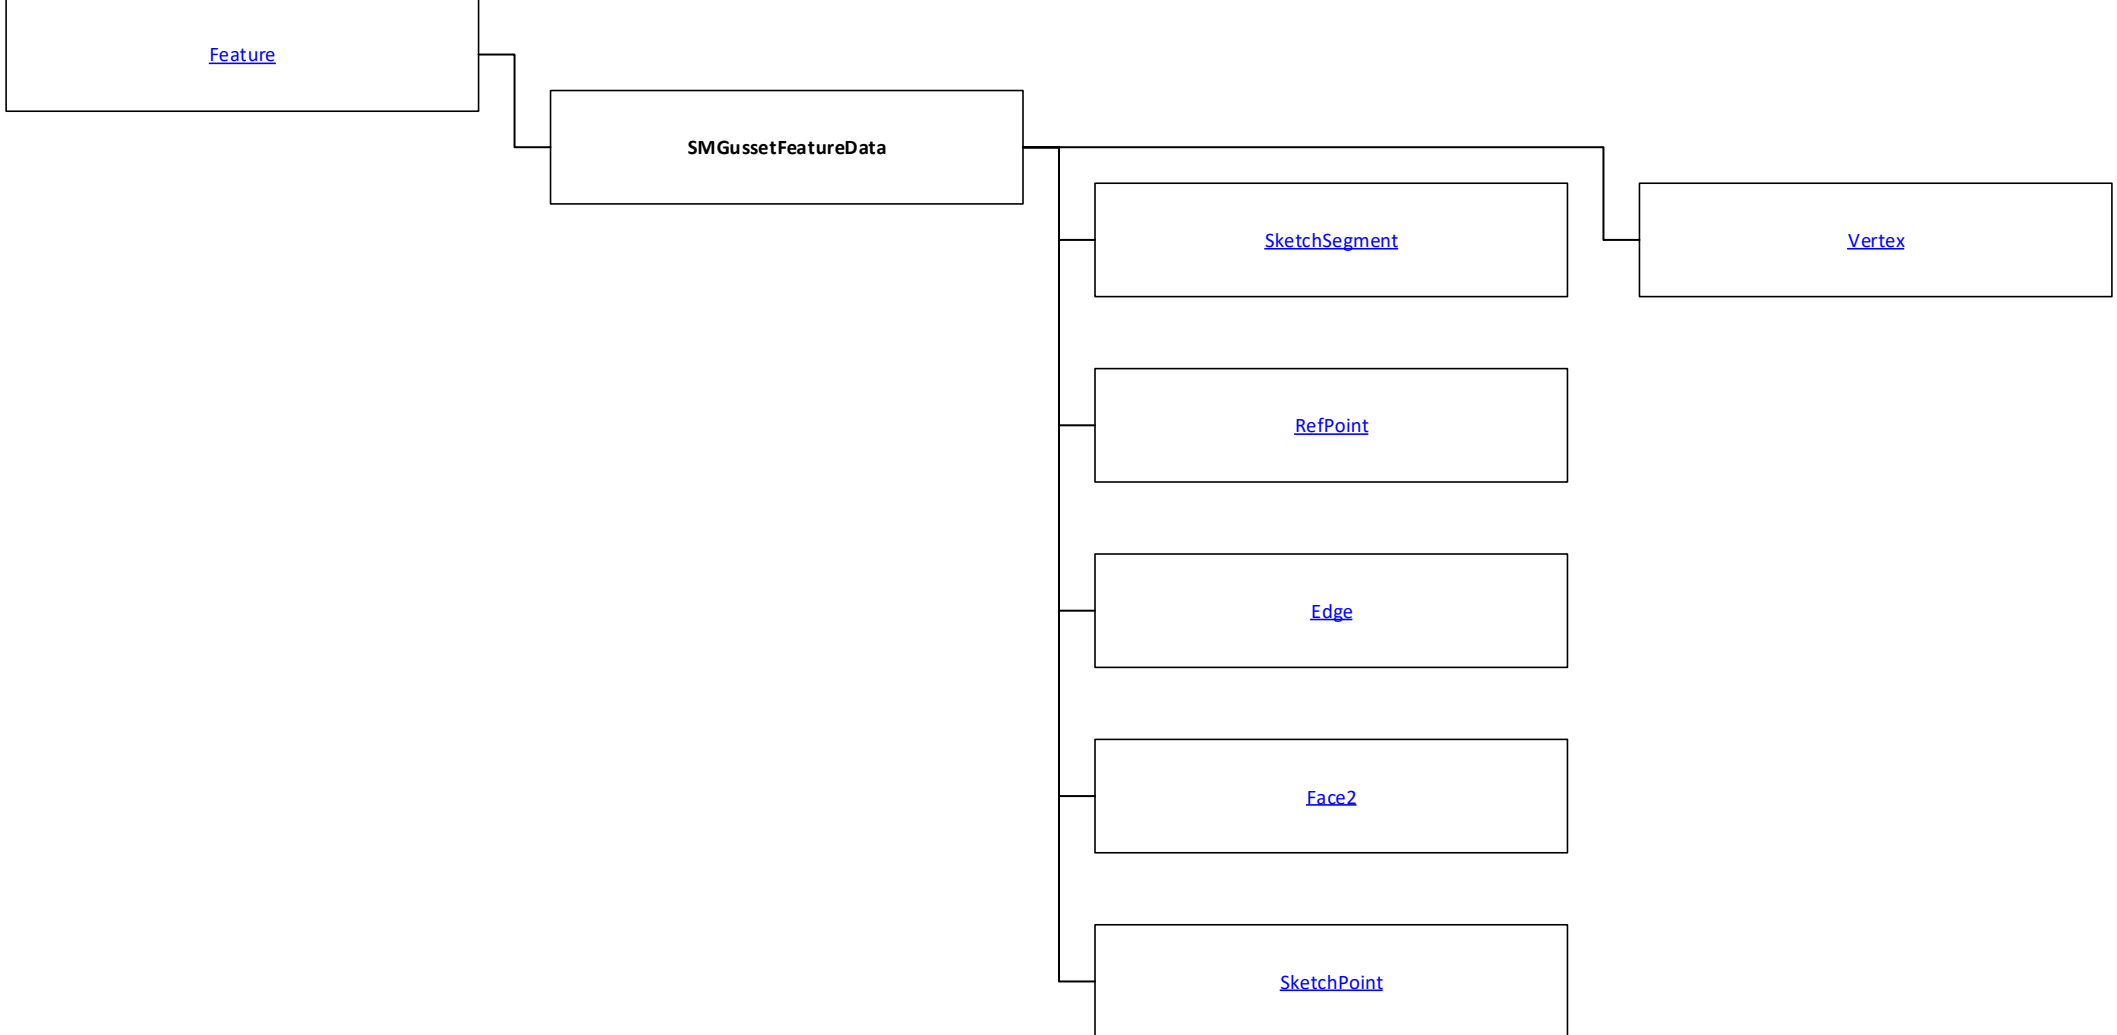 Feature
SMGussetFeatureData
SketchSegment
Vertex
RefPoint
Edge
Face2
SketchPoint